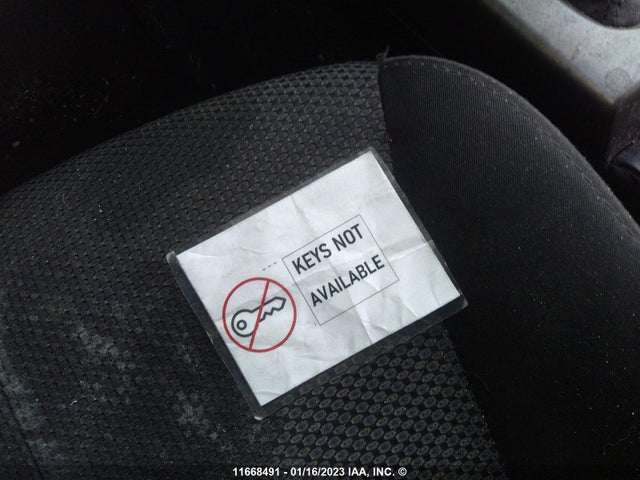 KEYS NOT
AVAILABLE
11668491 - 01/16/2023 IAA, INC. ©